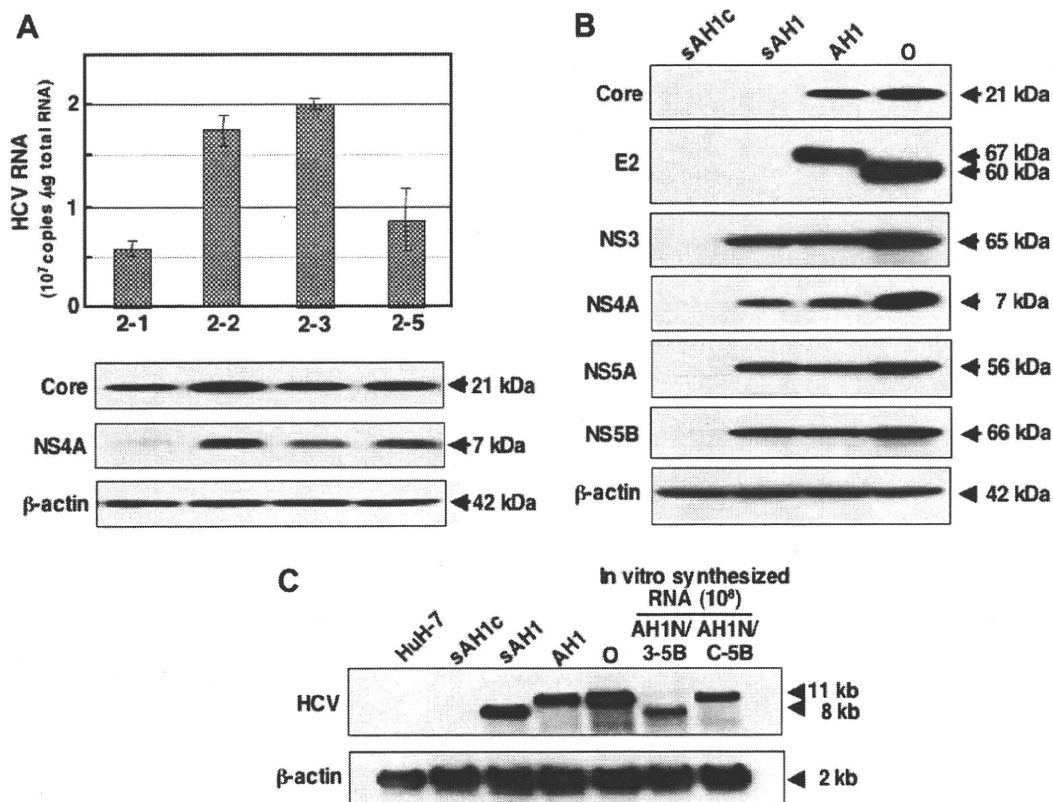 A
HCV RNA
(10⁷ copies /µg total RNA)
2
1
0
2-1 2-2 2-3 2-5
Core 21 kDa
NS4A 7 kDa
β-actin 42 kDa
B
sAH1c sAH1 AH1 O
Core 21 kDa
E2 67 kDa
60 kDa
NS3 65 kDa
NS4A 7 kDa
NS5A 56 kDa
NS5B 66 kDa
β-actin 42 kDa
C
In vitro synthesized
RNA (10⁸)
HuH-7 sAH1c sAH1 AH1 O AH1N/ AH1N/
3-5B C-5B
HCV 11 kb
8 kb
β-actin 2 kb